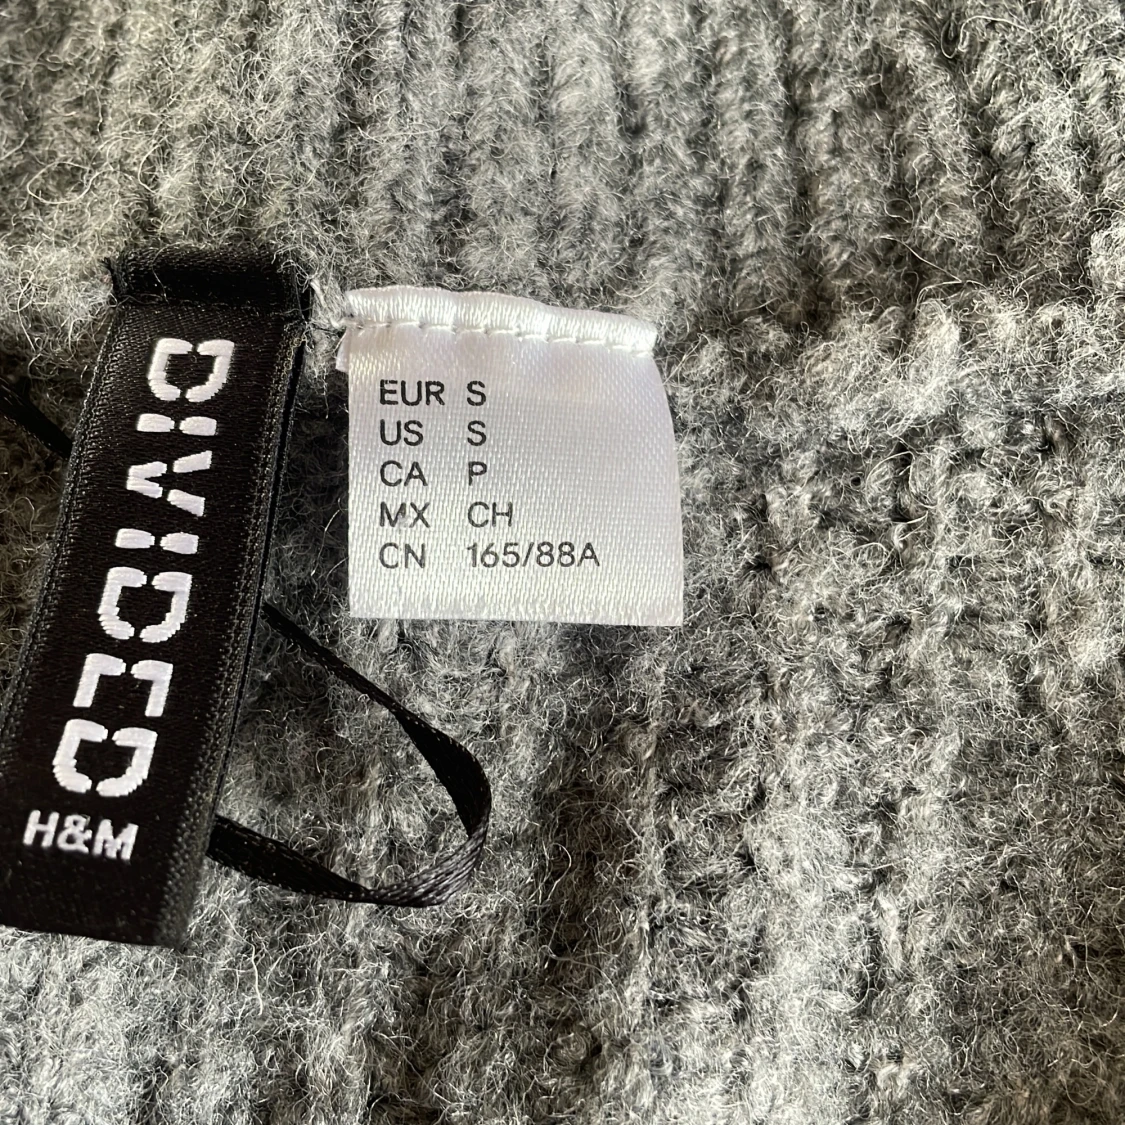 DIVIDED
H&M
EUR S
US S
CA P
MX CH
CN 165/88A